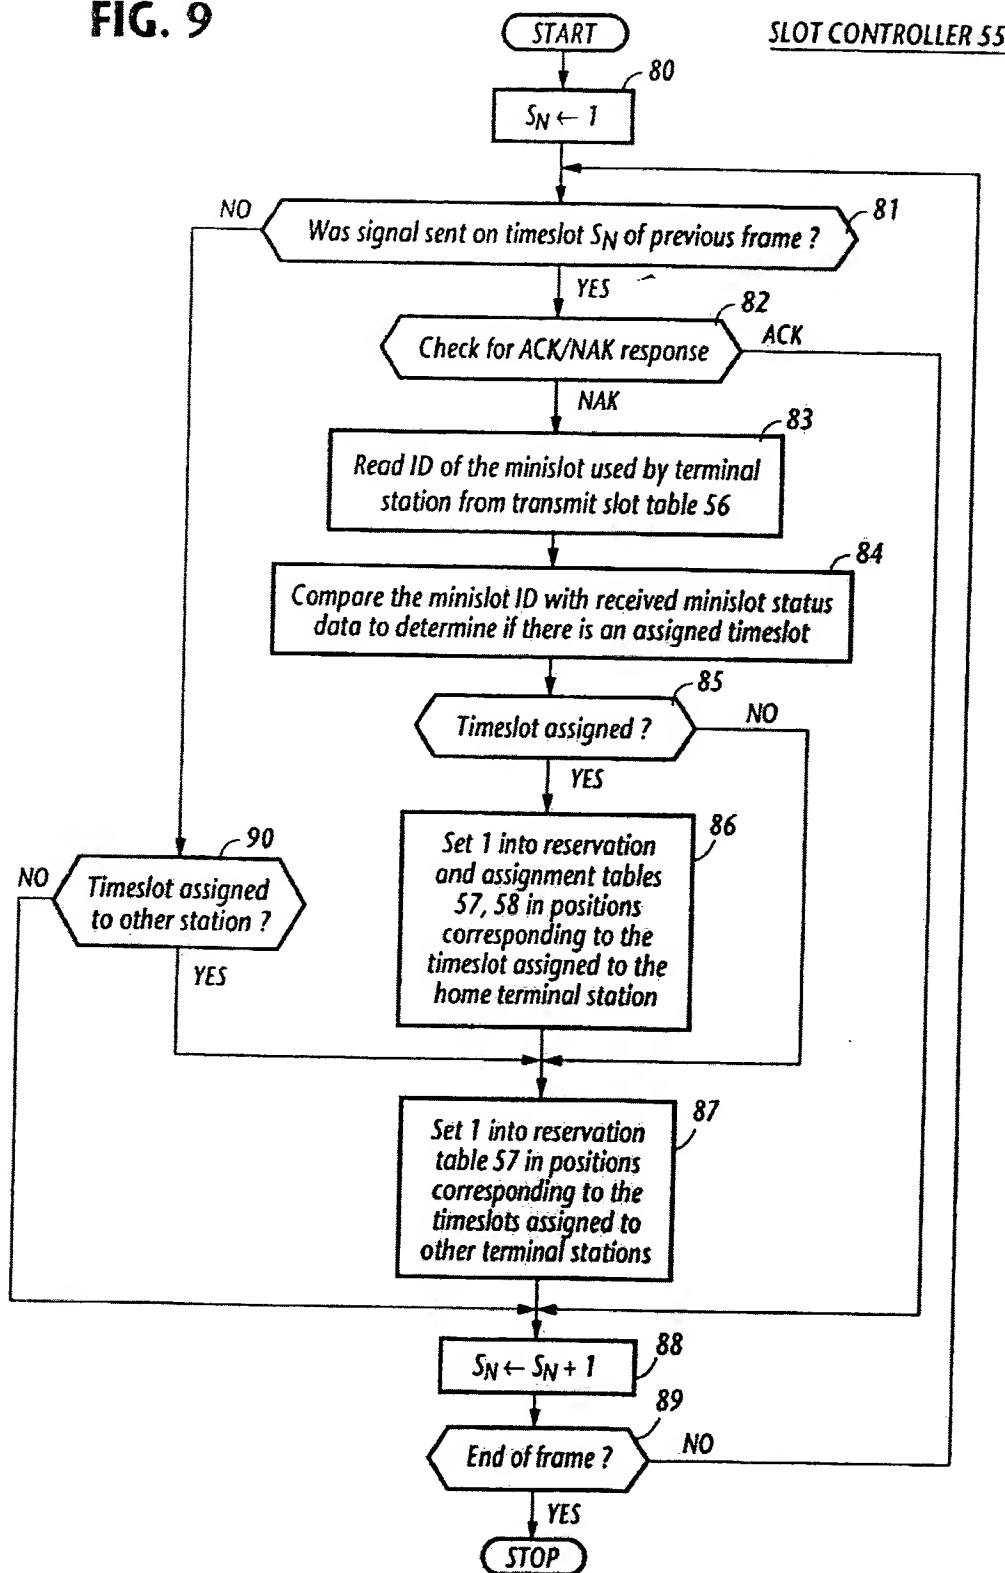 FIG. 9
START
SLOT CONTROLLER 55
80
SN ← 1
NO
81
Was signal sent on timeslot SN of previous frame ?
YES
82
Check for ACK/NAK response
ACK
NAK
83
Read ID of the minislot used by terminal
station from transmit slot table 56
84
Compare the minislot ID with received minislot status
data to determine if there is an assigned timeslot
85
Timeslot assigned ?
NO
YES
86
Set 1 into reservation
and assignment tables
57, 58 in positions
corresponding to the
timeslot assigned to the
home terminal station
90
NO
Timeslot assigned
to other station ?
YES
87
Set 1 into reservation
table 57 in positions
corresponding to the
timeslots assigned to
other terminal stations
88
SN ← SN + 1
89
End of frame ?
NO
YES
STOP